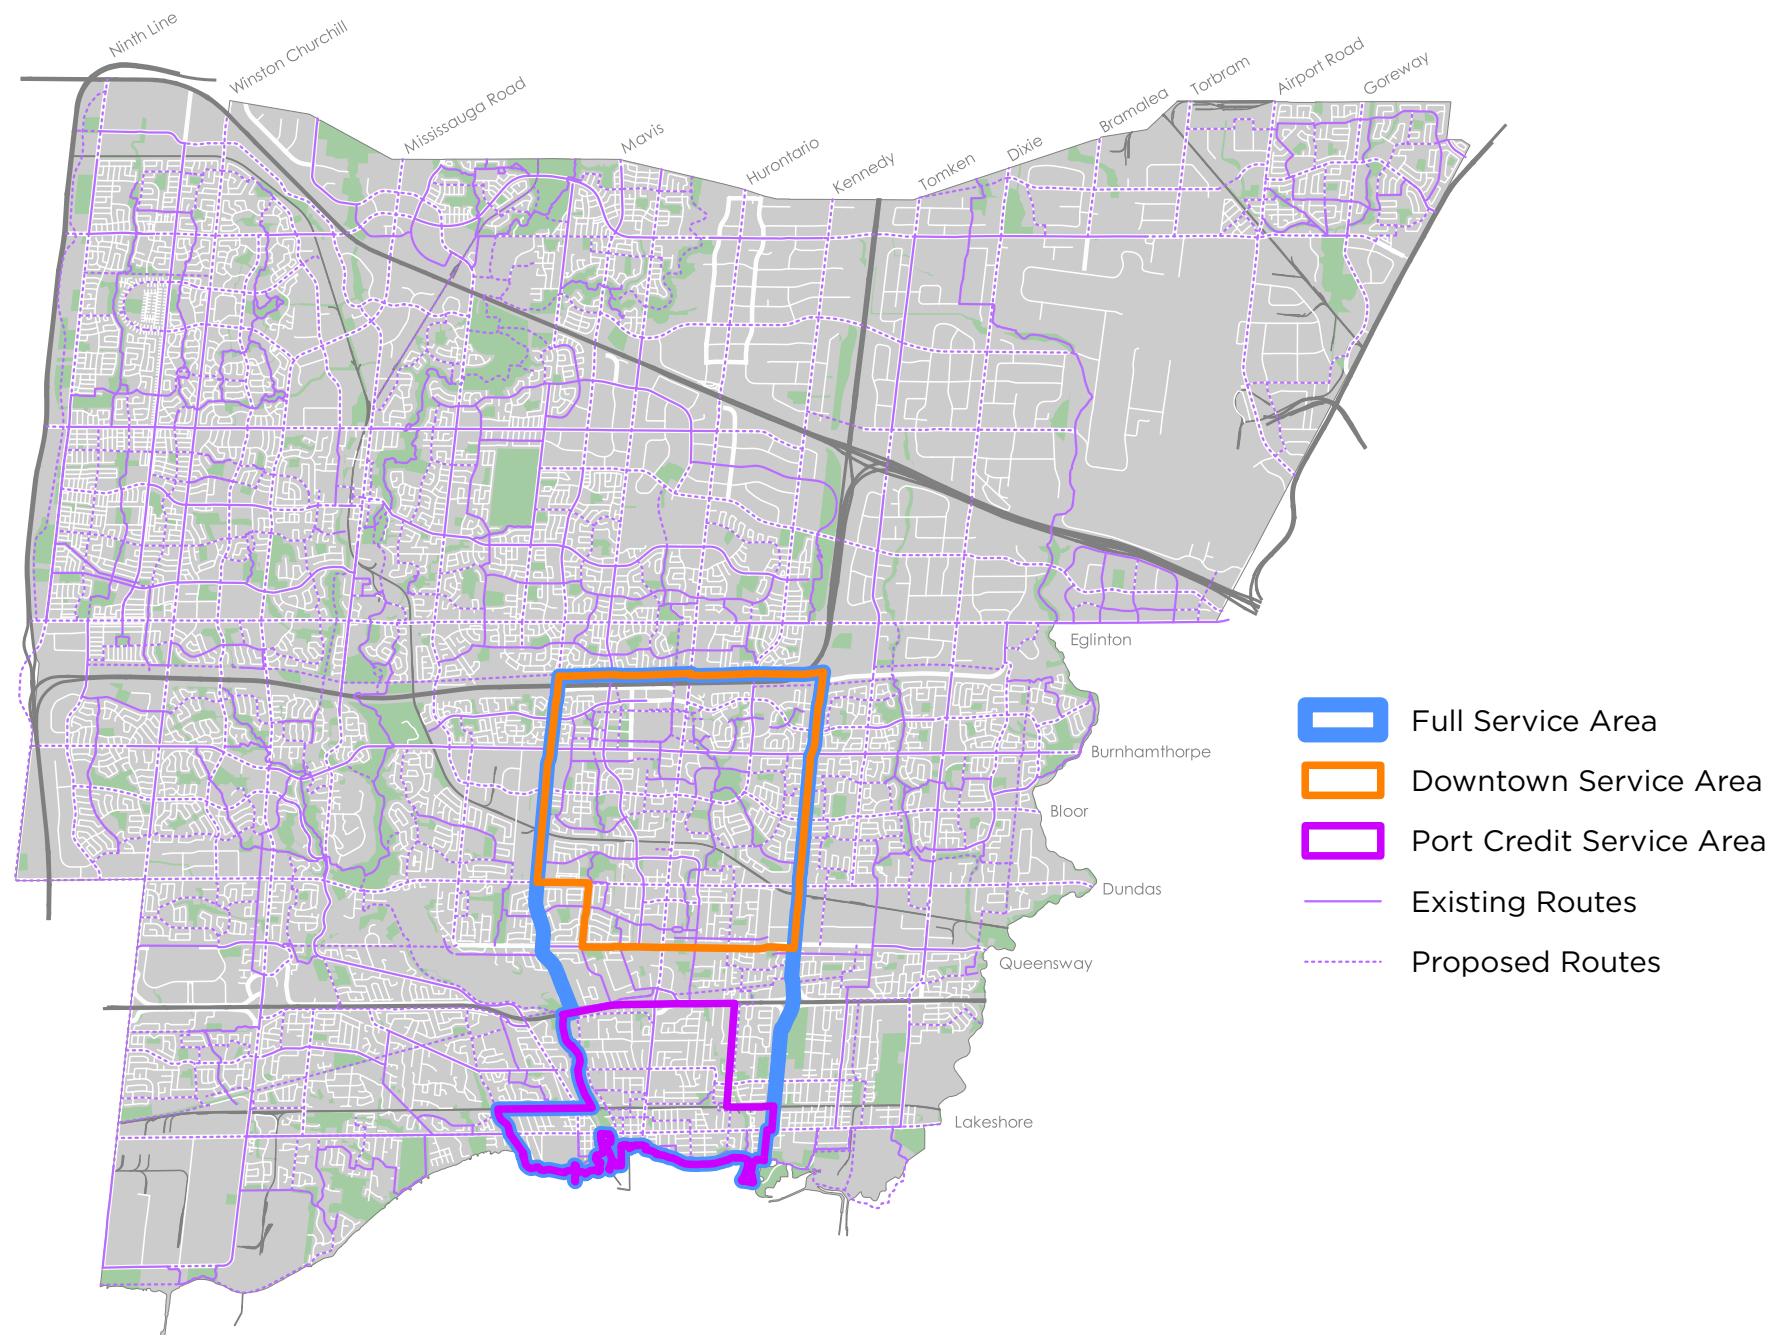 Ninth Line
Winston Churchill
Mississauga Road
Mavis
Hurontario
Kennedy
Tomken
Dixie
Bramalea
Torbram
Airport Road
Goreway
Eglinton
Burnhamthorpe
Bloor
Dundas
Queensway
Lakeshore
Full Service Area
Downtown Service Area
Port Credit Service Area
Existing Routes
Proposed Routes